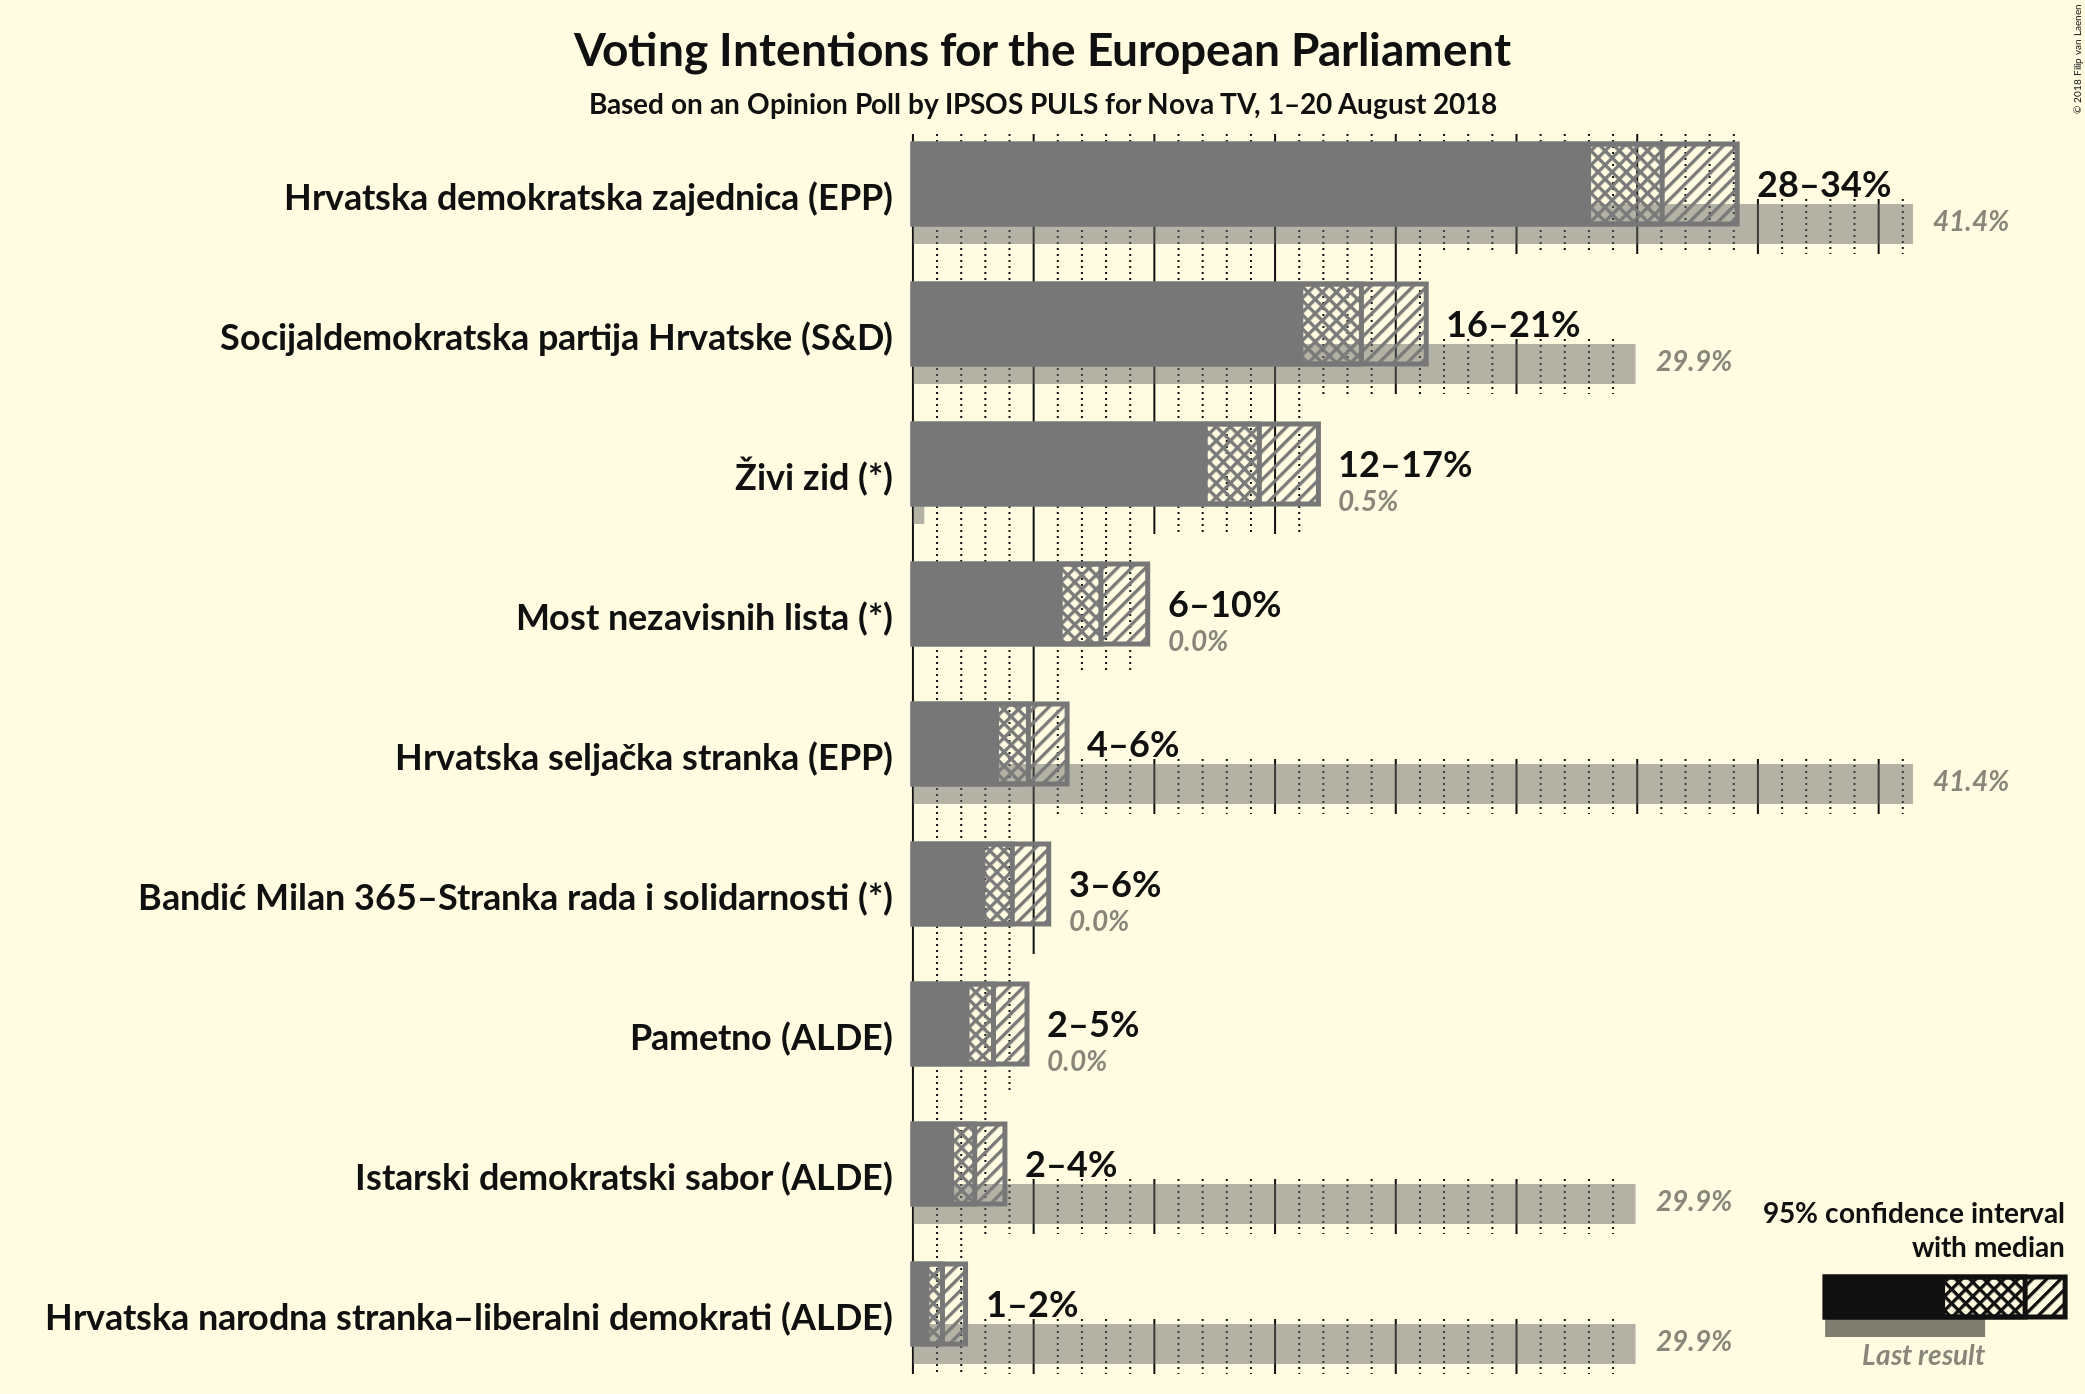 Voting Intentions for the European Parliament
Based on an Opinion Poll by IPSOS PULS for Nova TV, 1–20 August 2018
© 2018 Filip van Laenen
Hrvatska demokratska zajednica (EPP)
28–34%
41.4%
Socijaldemokratska partija Hrvatske (S&D)
16–21%
29.9%
Živi zid (*)
12–17%
0.5%
Most nezavisnih lista (*)
6–10%
0.0%
Hrvatska seljačka stranka (EPP)
4–6%
41.4%
Bandić Milan 365–Stranka rada i solidarnosti (*)
3–6%
0.0%
Pametno (ALDE)
2–5%
0.0%
Istarski demokratski sabor (ALDE)
2–4%
29.9%
Hrvatska narodna stranka–liberalni demokrati (ALDE)
1–2%
29.9%
95% confidence interval
with median
Last result